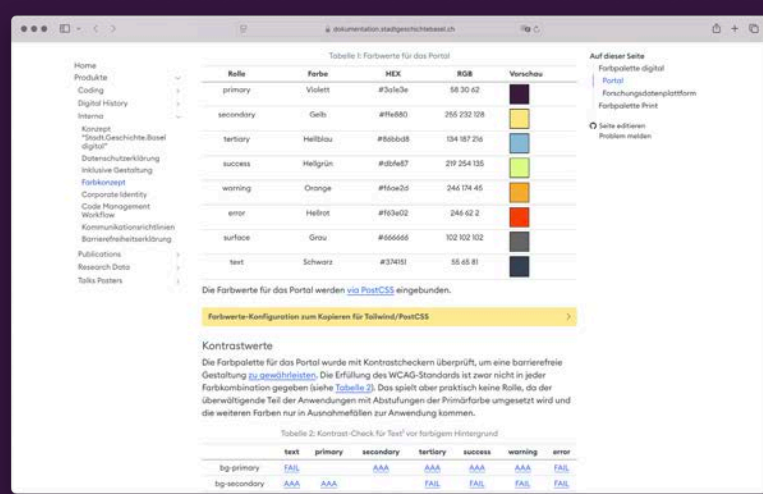 dokumentation.stadtgeschichtebasel.ch
Home
Produkte
Coding
Digital History
Interna
Konzept
"Stadt.Geschichte.Basel
digital"
Datenschutzerklärung
Inklusive Gestaltung
Farbkonzept
Corporate Identity
Code Management
Workflow
Kommunikationsrichtlinien
Barrierefreiheitserklärung
Publications
Research Data
Talks Posters
Tabelle 1: Farbwerte für das Portal
Rolle Farbe HEX RGB Vorschau
primary Violett #3a1e3e 58 30 62
secondary Gelb #ffe880 255 232 128
tertiary Hellblau #86bbd8 134 187 216
success Hellgrün #dbfe87 219 254 135
warning Orange #f6ae2d 246 174 45
error Hellrot #f63e02 246 62 2
surface Grau #666666 102 102 102
text Schwarz #374151 55 65 81
Die Farbwerte für das Portal werden via PostCSS eingebunden.
Farbwerte-Konfiguration zum Kopieren für Tailwind/PostCSS
Kontrastwerte
Die Farbpalette für das Portal wurde mit Kontrastcheckern überprüft, um eine barrierefreie
Gestaltung zu gewährleisten. Die Erfüllung des WCAG-Standards ist zwar nicht in jeder
Farbkombination gegeben (siehe Tabelle 2). Das spielt aber praktisch keine Rolle, da der
überwältigende Teil der Anwendungen mit Abstufungen der Primärfarbe umgesetzt wird und
die weiteren Farben nur in Ausnahmefällen zur Anwendung kommen.
Tabelle 2: Kontrast-Check für Text¹ vor farbigem Hintergrund
text primary secondary tertiary success warning error
bg-primary FAIL AAA AAA AAA AAA FAIL
bg-secondary AAA AAA FAIL FAIL FAIL FAIL
Auf dieser Seite
Farbpalette digital
Portal
Forschungsdatenplattform
Farbpalette Print
Seite editieren
Problem melden